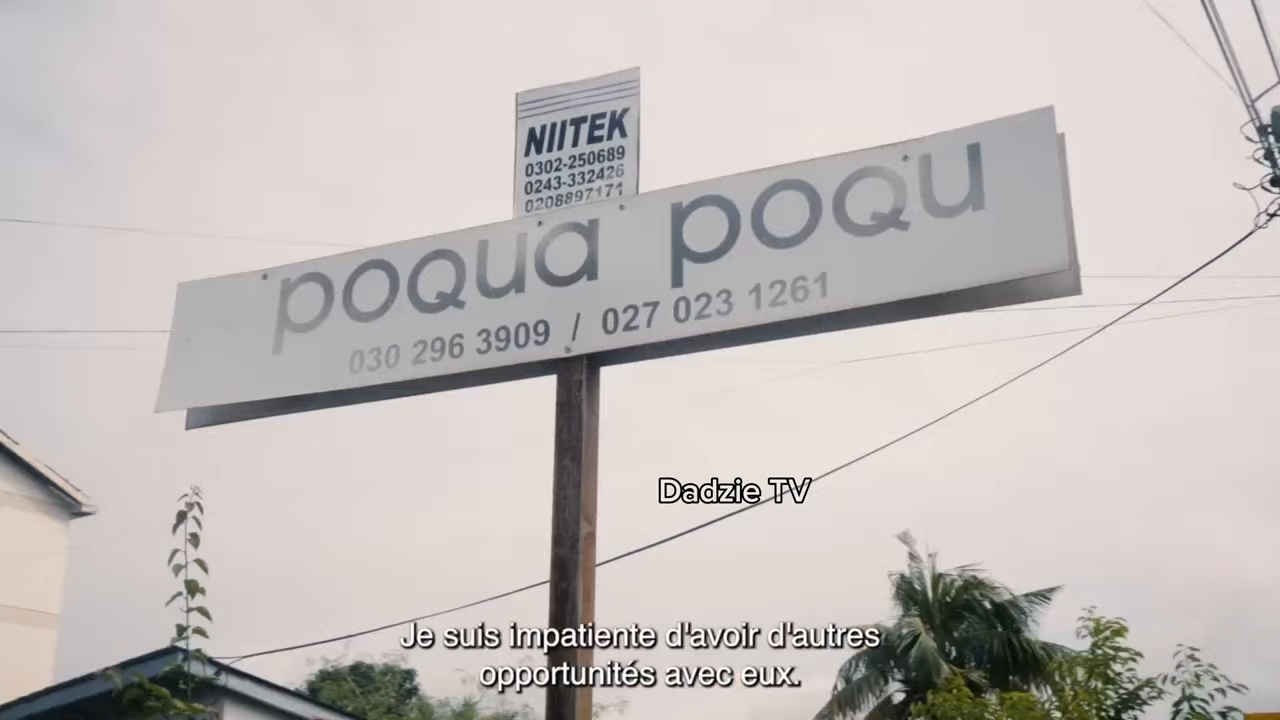 NIITEK
0302-250689
0243-332426
0208897171
poqua poqu
030 296 3909 / 027 023 1261
Dadzie TV
Je suis impatiente d'avoir d'autres
opportunités avec eux.